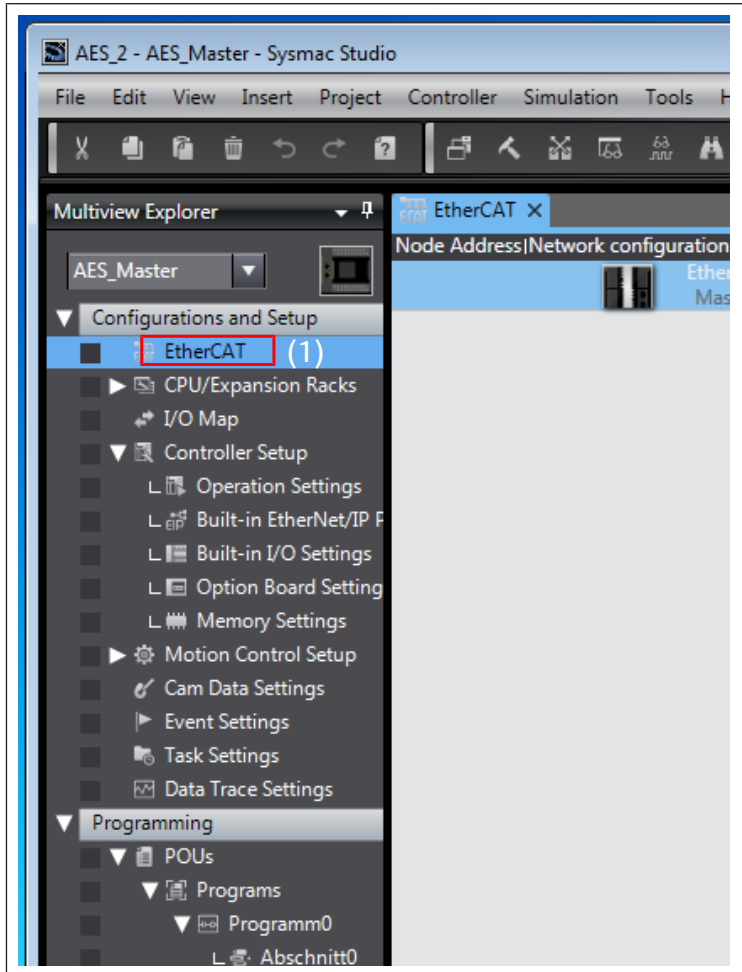 AES_2 - AES_Master - Sysmac Studio
File Edit View Insert Project Controller Simulation Tools H
Multiview Explorer
EtherCAT
Node Address|Network configuration
AES_Master
Ether
Mas
Configurations and Setup
EtherCAT (1)
CPU/Expansion Racks
I/O Map
Controller Setup
Operation Settings
Built-in EtherNet/IP P
Built-in I/O Settings
Option Board Setting
Memory Settings
Motion Control Setup
Cam Data Settings
Event Settings
Task Settings
Data Trace Settings
Programming
POUs
Programs
Programm0
Abschnitt0